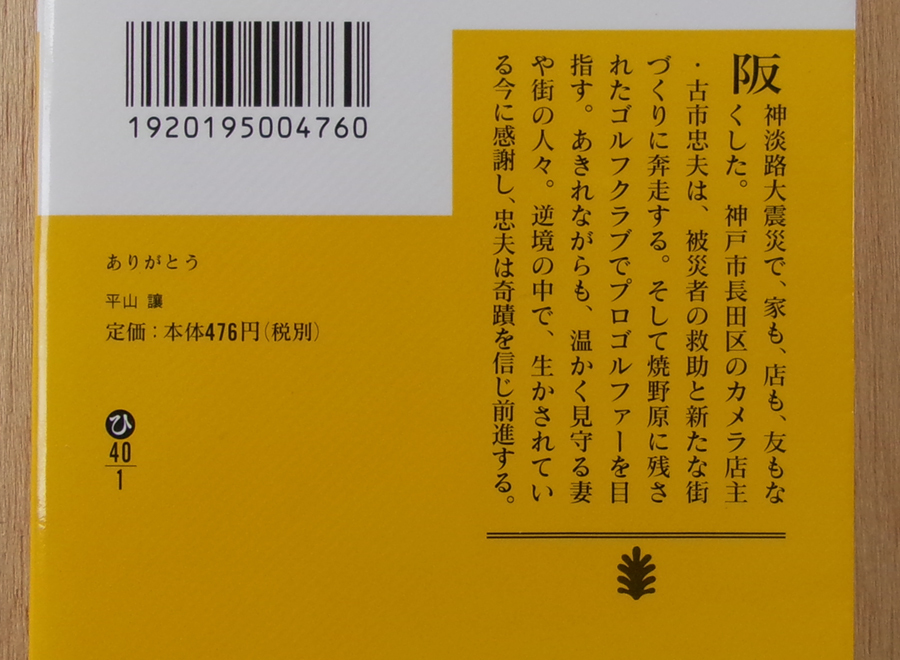 1920195004760
阪神淡路大震災で、家も、店も、友もな
くした。神戸市長田区のカメラ店主
・古市忠夫は、被災者の救助と新たな街
づくりに奔走する。そして焼野原に残さ
れたゴルフクラブでプロゴルファーを目
指す。あきれながらも、温かく見守る妻
や街の人々。逆境の中で、生かされてい
る今に感謝し、忠夫は奇蹟を信じ前進する。
ありがとう
平山 讓
定価：本体476円（税別）
ひ
40
1